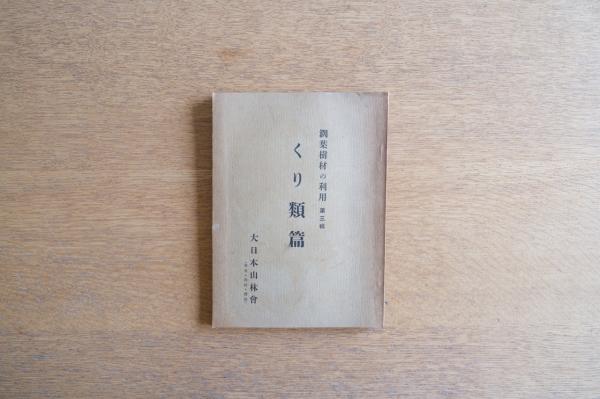 濶葉樹材の利用 第三輯
くり類篇
大日本山林會